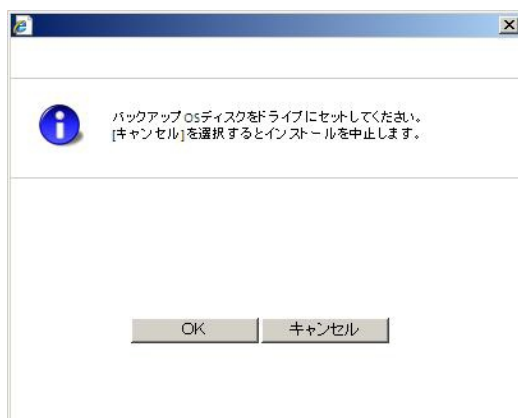 バックアップ OSディスクをドライブにセットしてください。
[キャンセル]を選択するとインストールを中止します。
OK
キャンセル